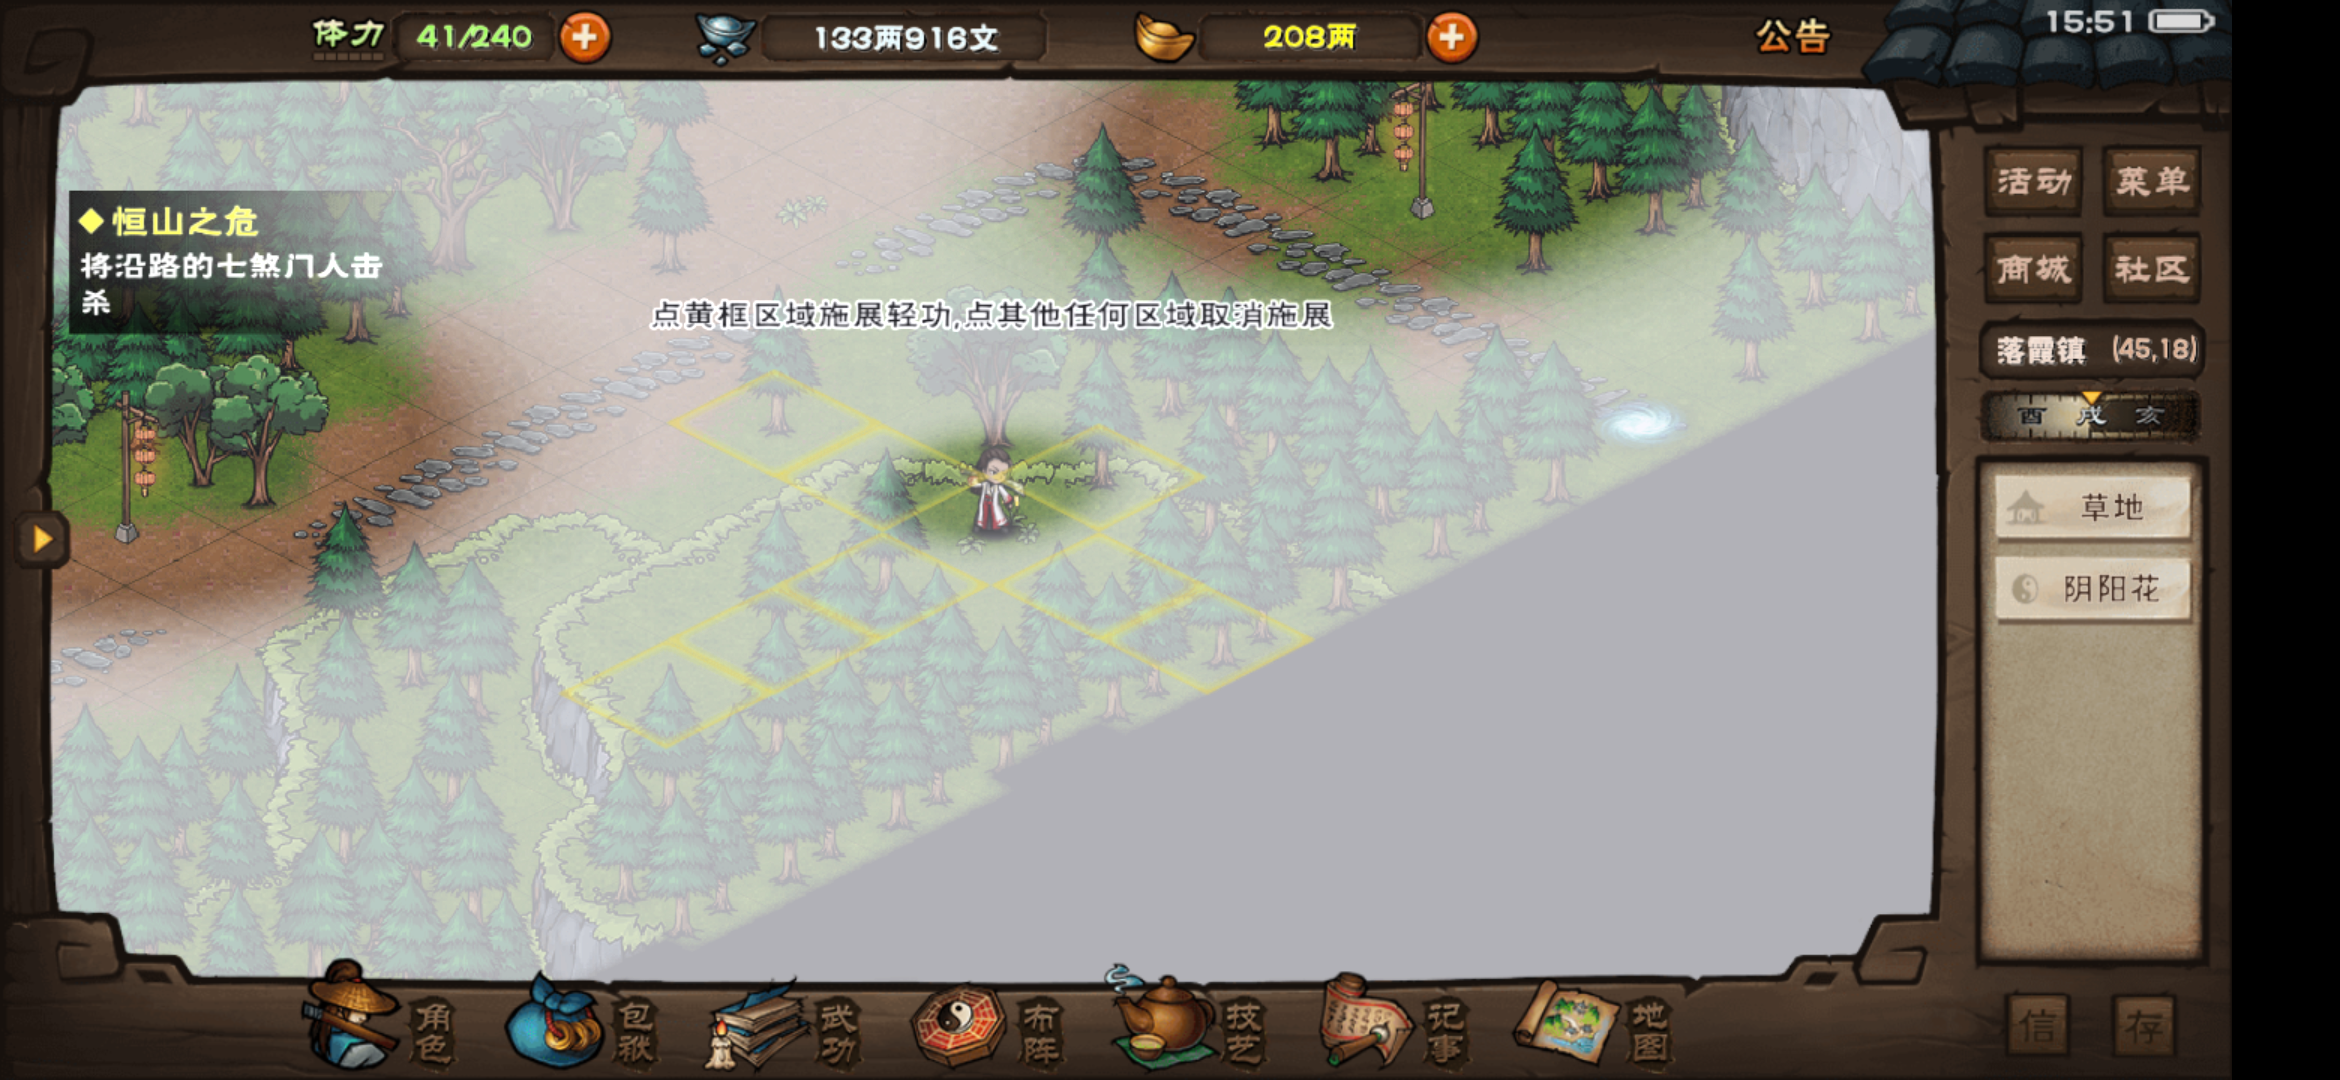 体力 41/240 133两916文 208两 公告 15:51
活动 菜单
◆恒山之危
将沿路的七煞门人击
杀
商城 社区
点黄框区域施展轻功,点其他任何区域取消施展
落霞镇 (45,18)
酉 戌 亥
草地
阴阳花
角色 包袱 武功 布阵 技艺 记事 地图 信 存